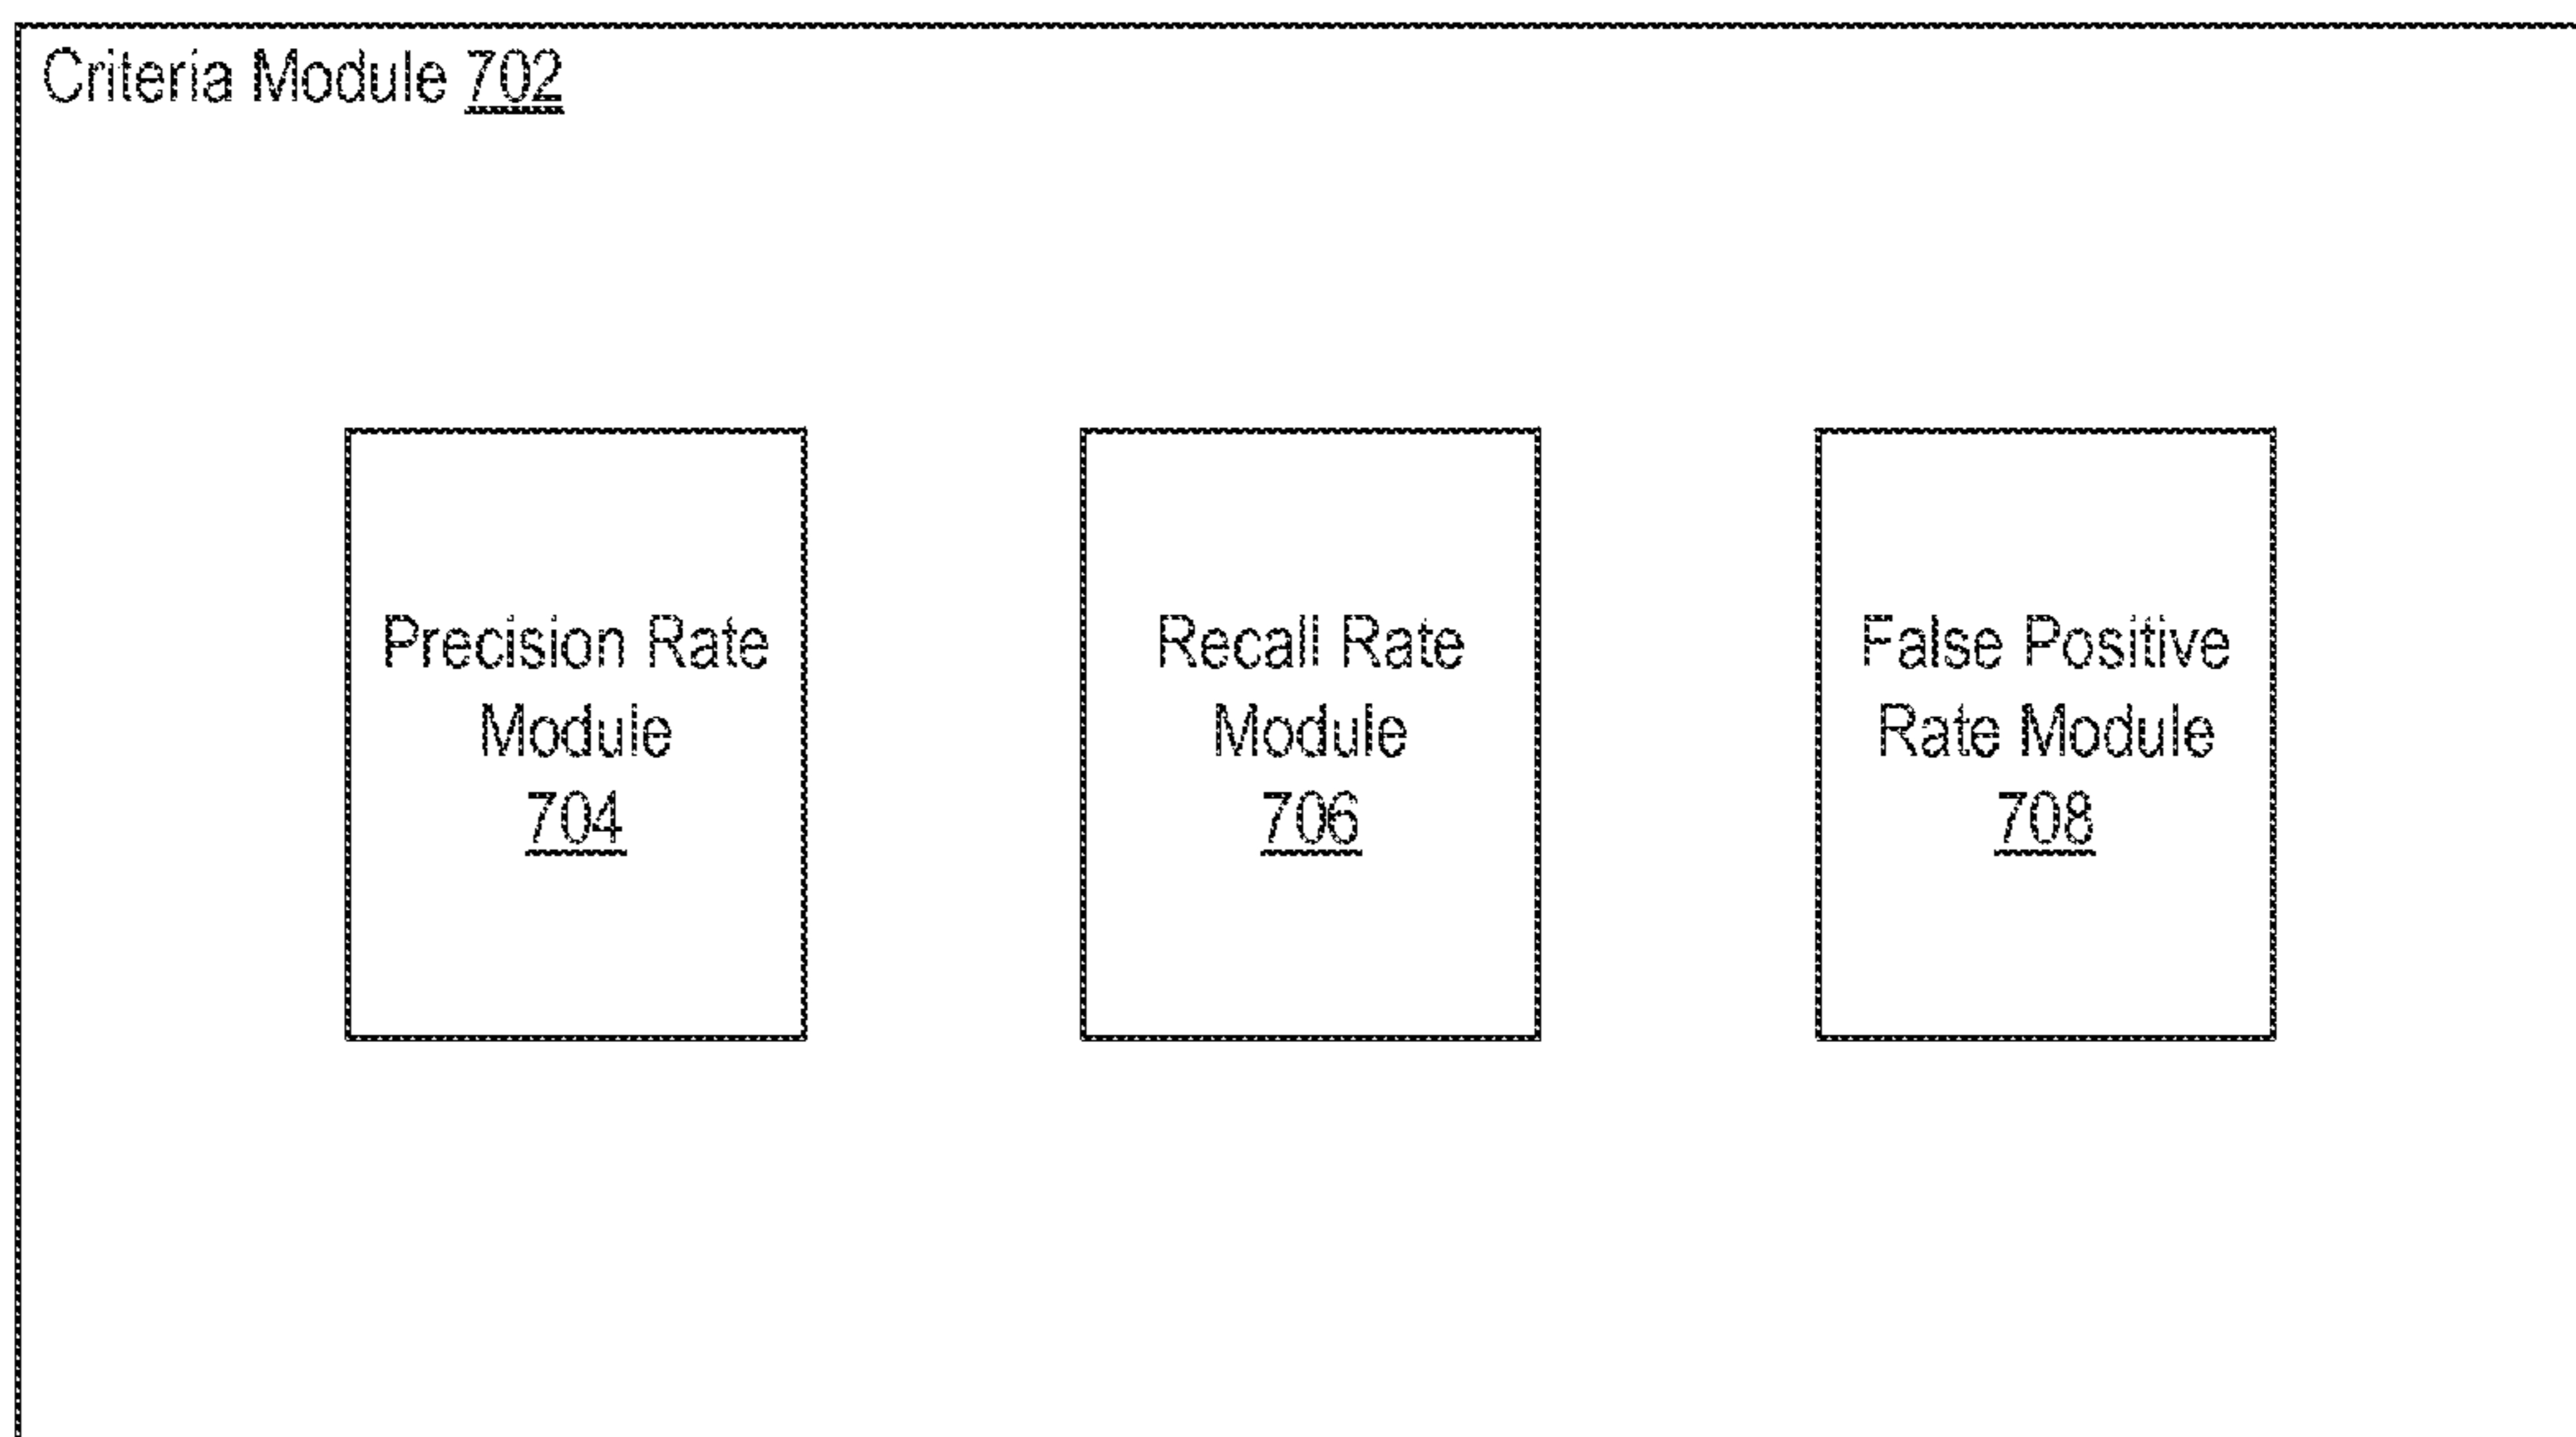 Criteria Module 702
Precision Rate
Module
704
Recall Rate
Module
706
False Positive
Rate Module
708